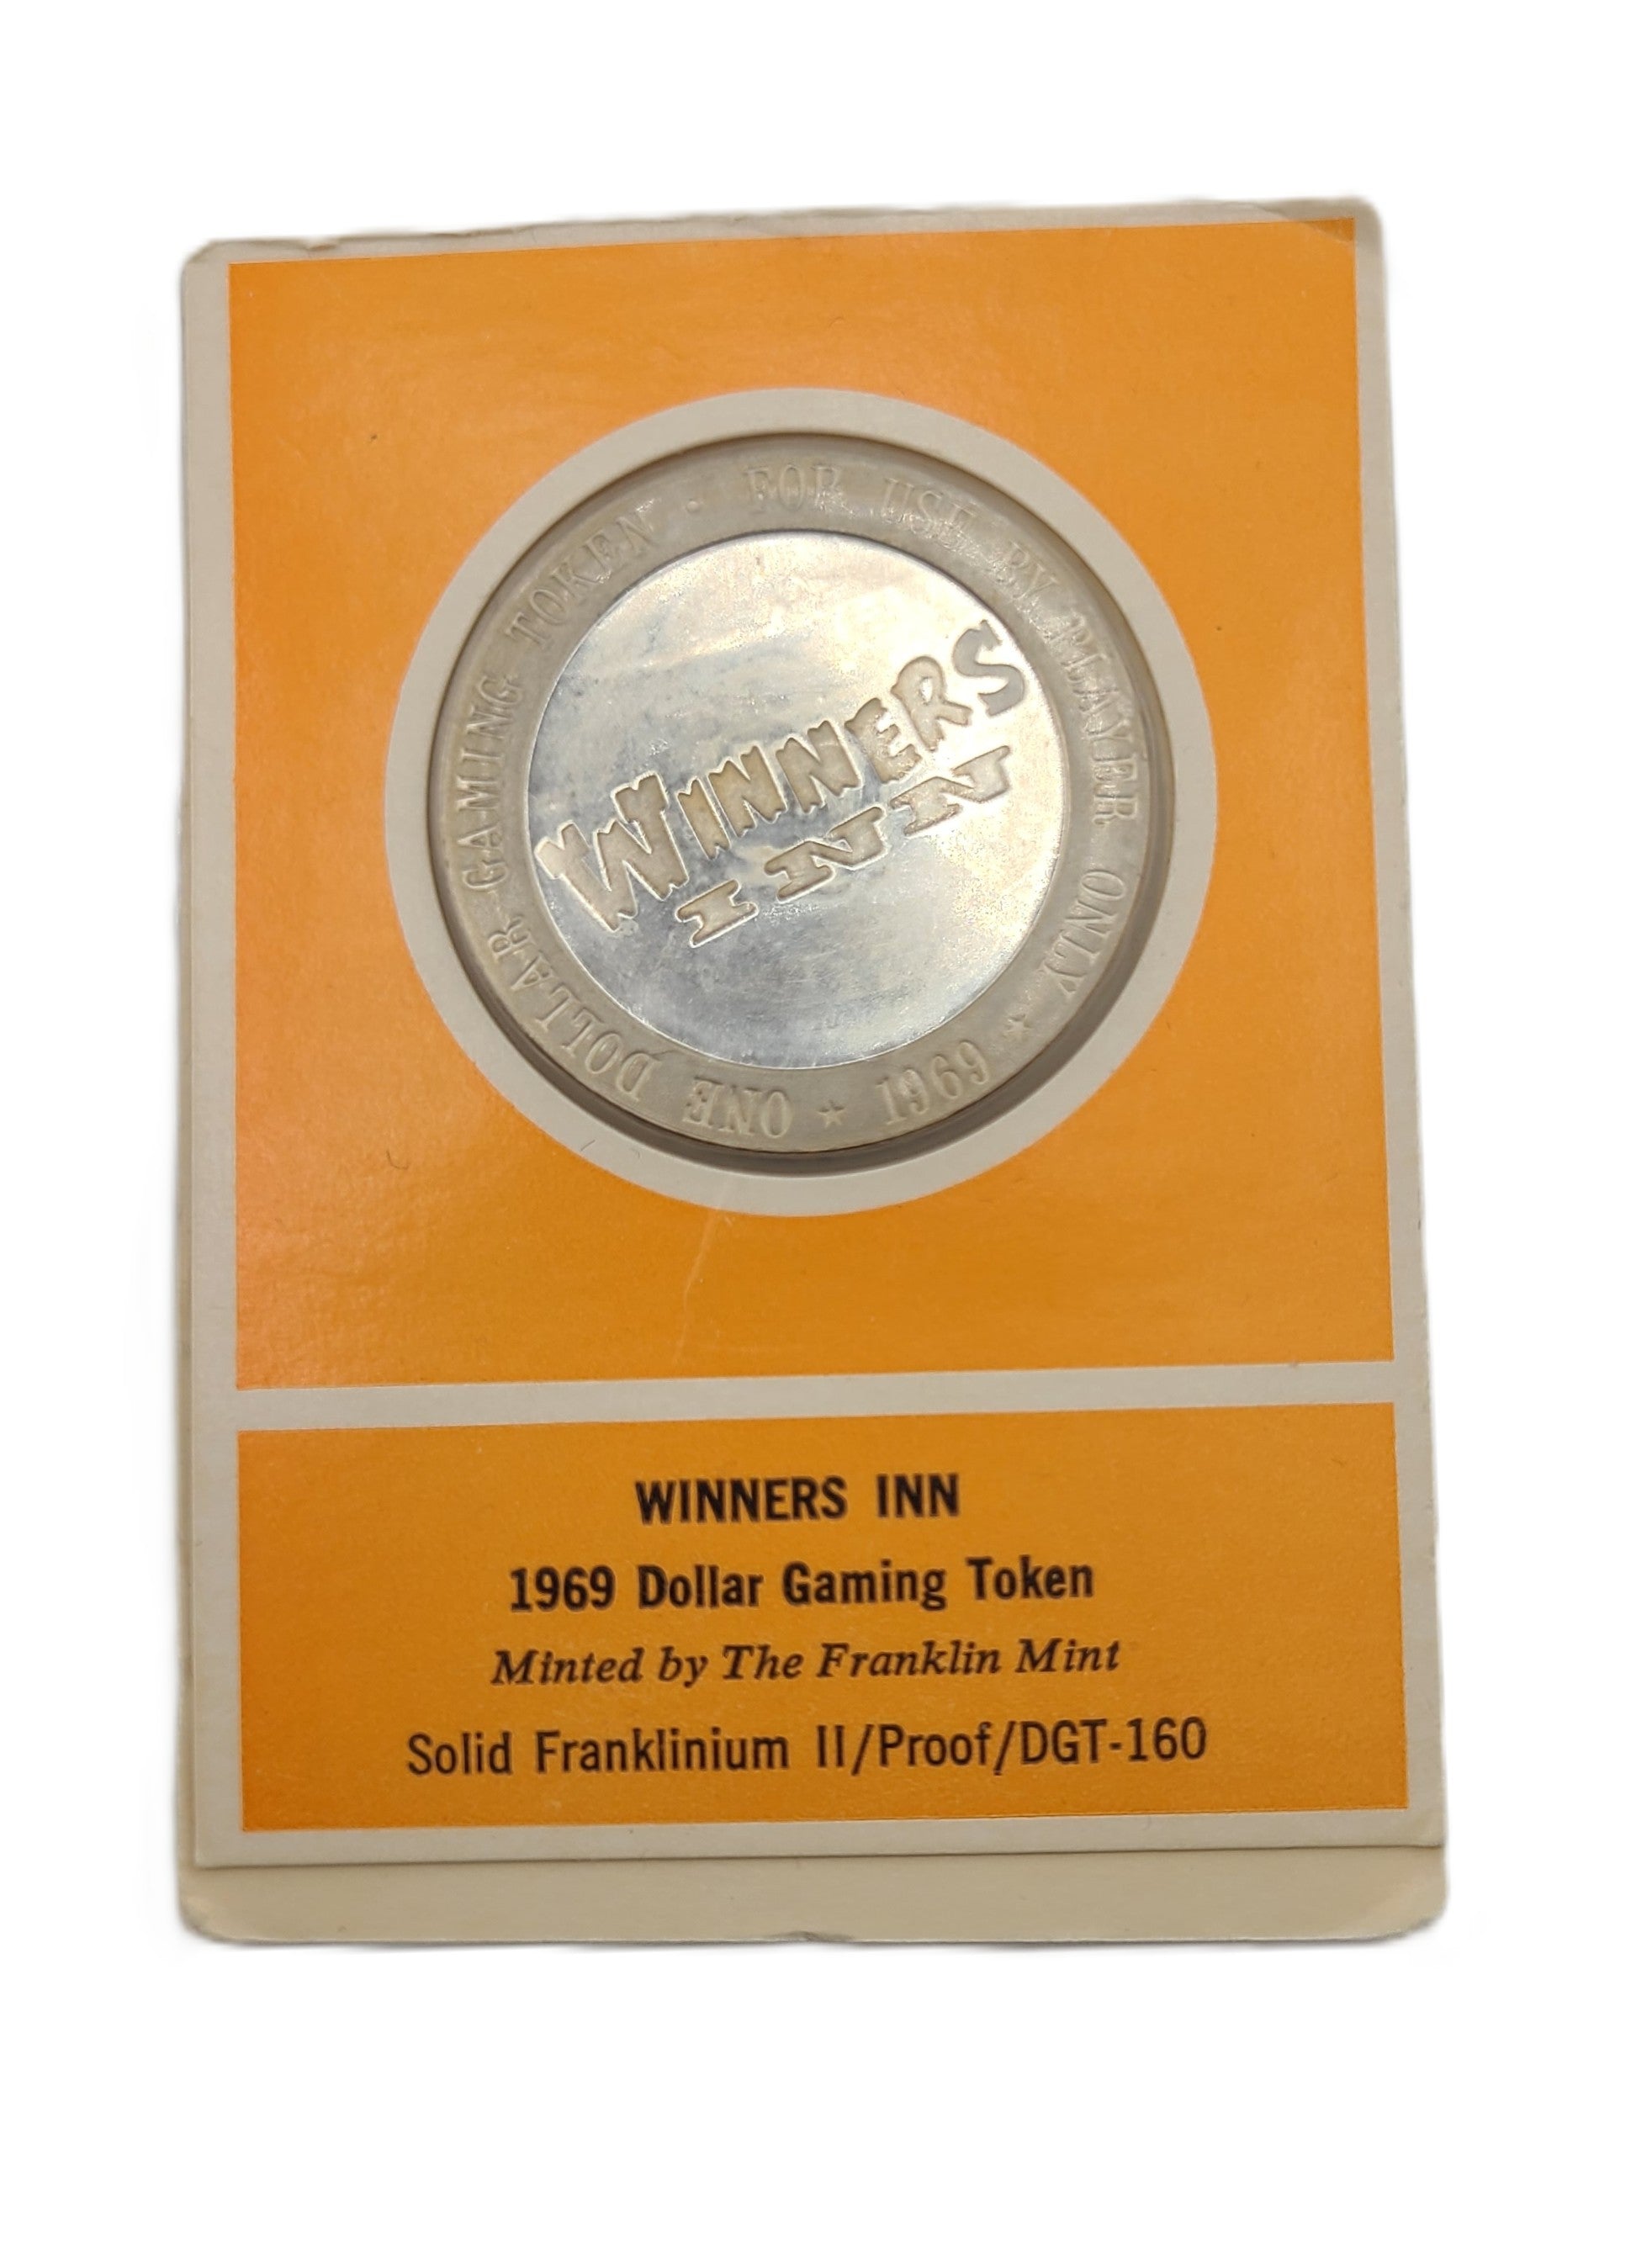 ONE DOLLAR GAMING TOKEN · FOR USE BY PLAYER ONLY
★ 1969 ★
WINNERS
INN
WINNERS INN
1969 Dollar Gaming Token
Minted by The Franklin Mint
Solid Franklinium II/Proof/DGT-160